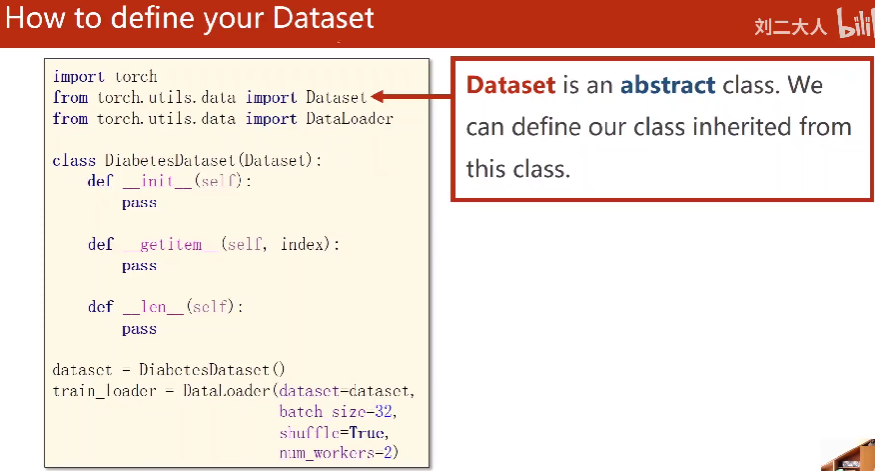 How to define your Dataset
刘二大人
import torch
from torch.utils.data import Dataset
from torch.utils.data import DataLoader
class DiabetesDataset(Dataset):
def __init__(self):
pass
def __getitem__(self, index):
pass
def __len__(self):
pass
dataset = DiabetesDataset()
train_loader = DataLoader(dataset=dataset,
batch_size=32,
shuffle=True,
num_workers=2)
Dataset is an abstract class. We
can define our class inherited from
this class.